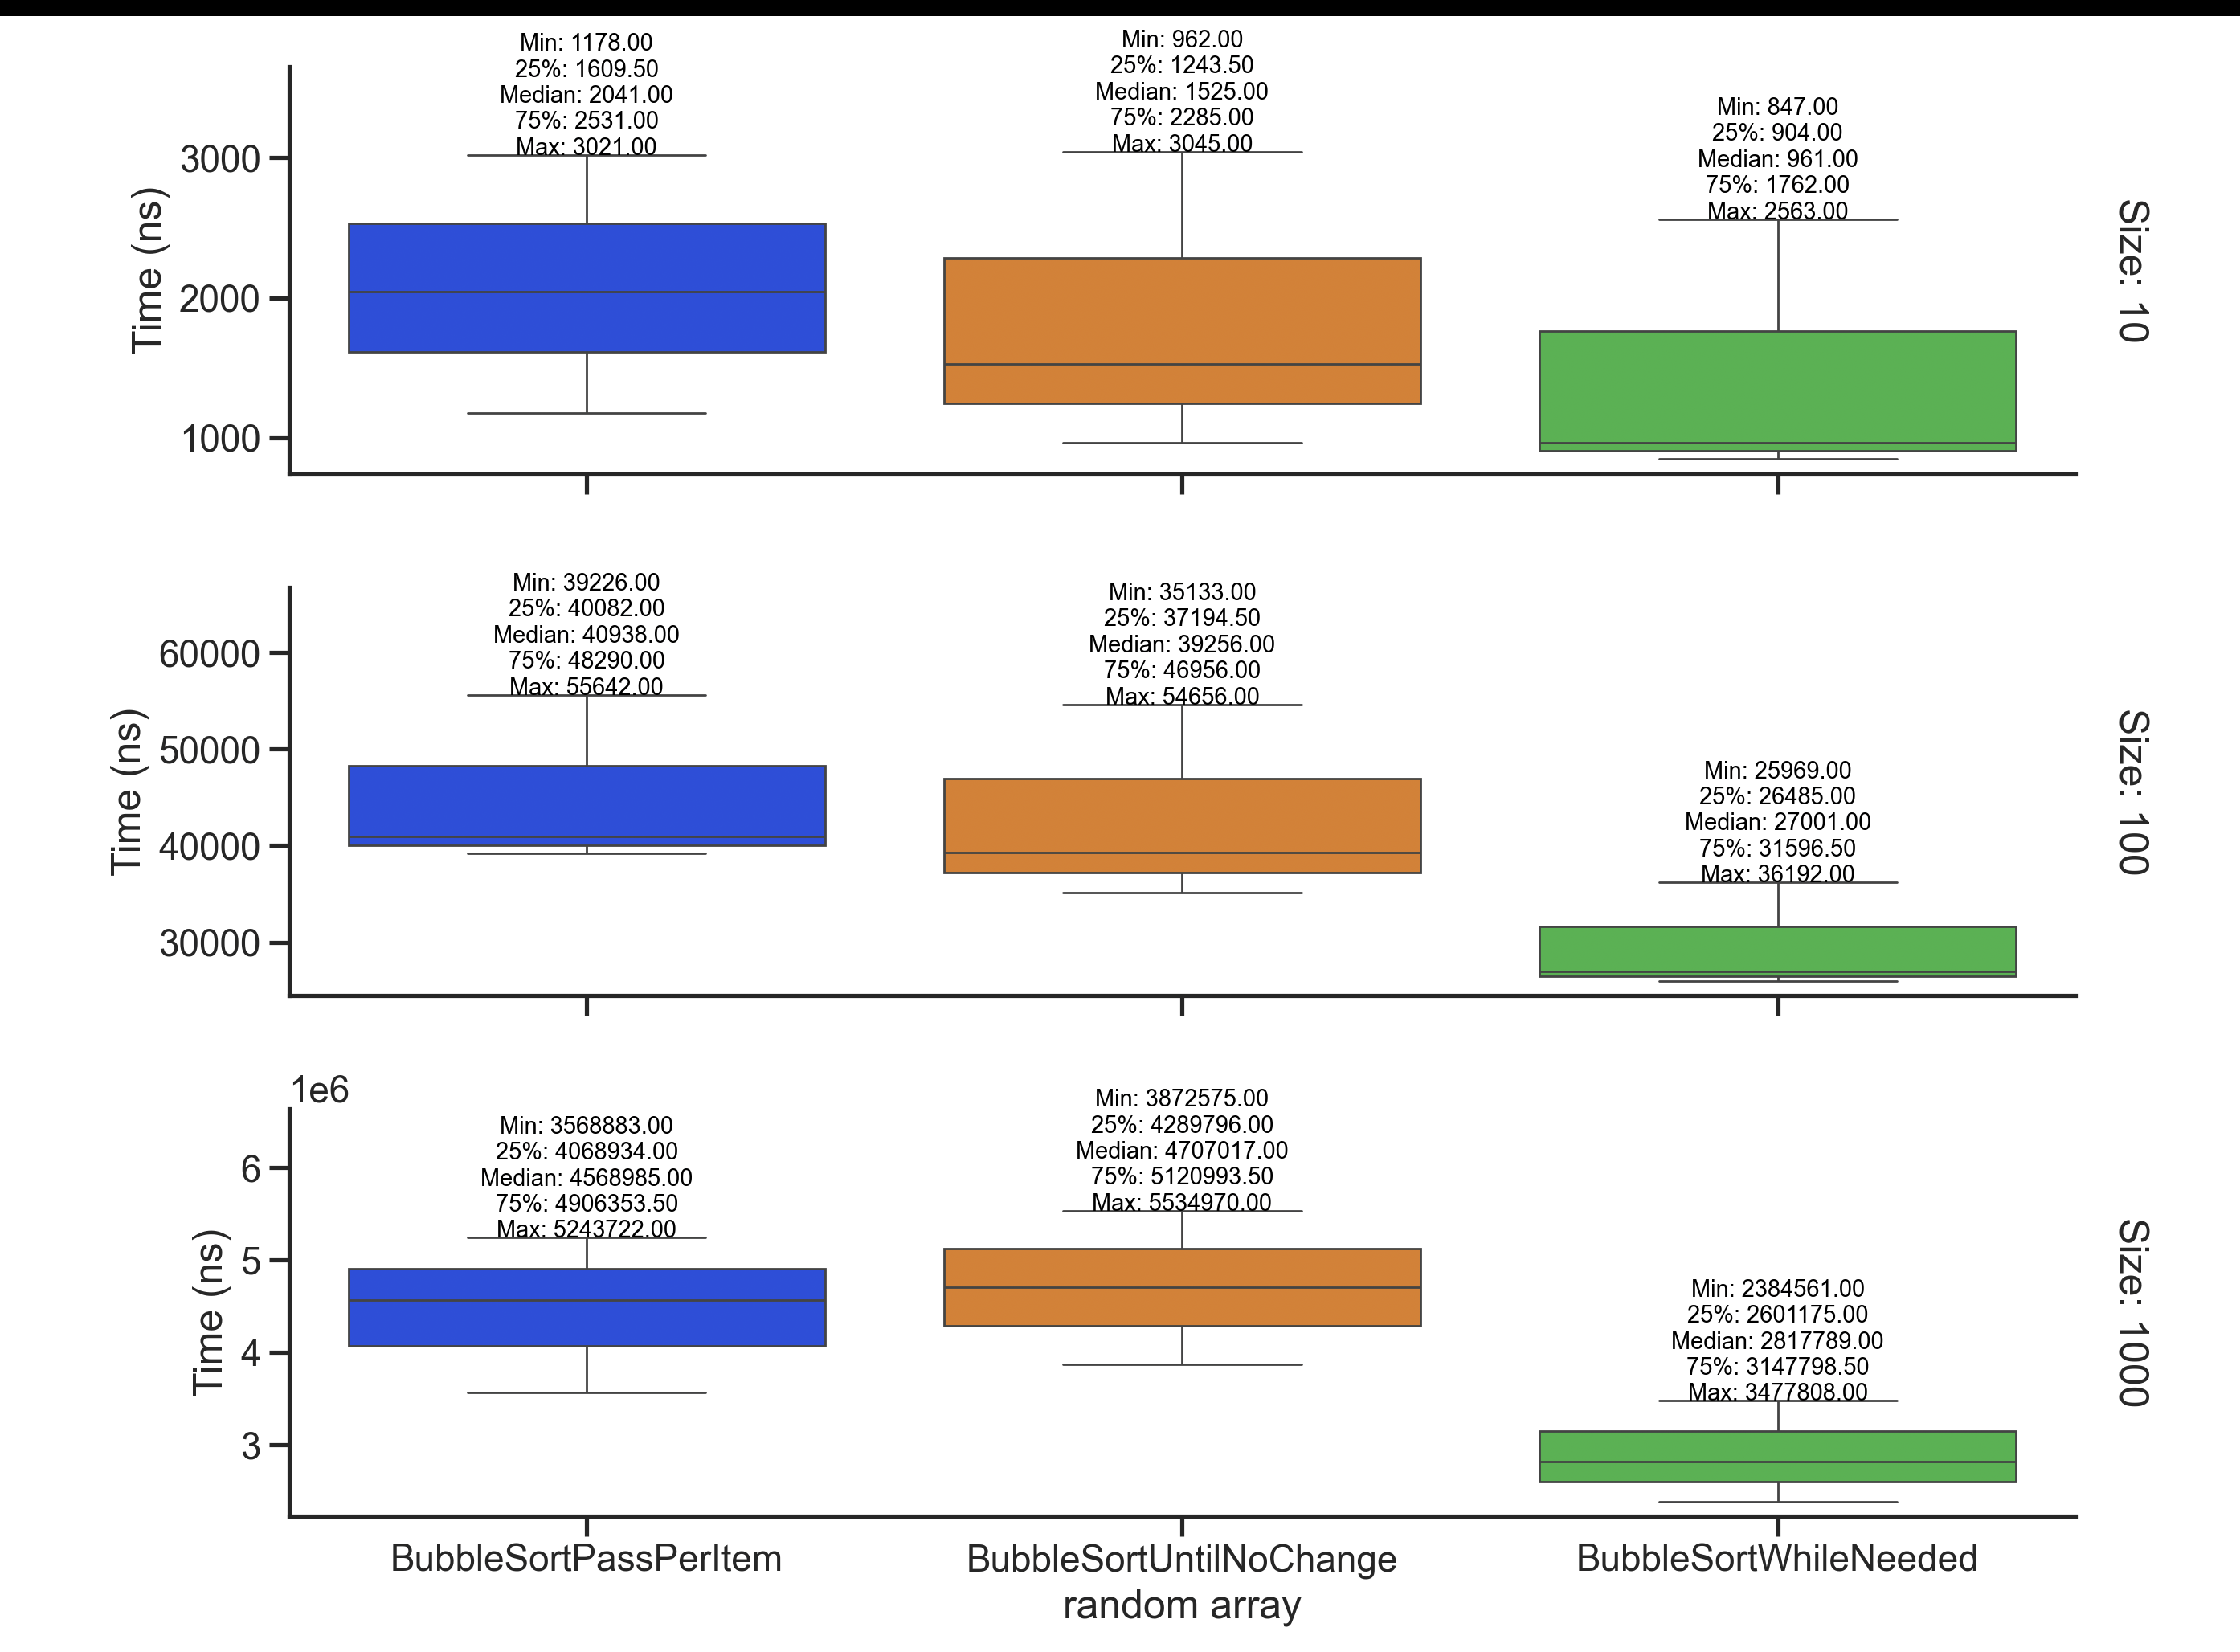 Min: 1178.00
25%: 1609.50
Median: 2041.00
75%: 2531.00
Max: 3021.00
Min: 962.00
25%: 1243.50
Median: 1525.00
75%: 2285.00
Max: 3045.00
Min: 847.00
25%: 904.00
Median: 961.00
75%: 1762.00
Max: 2563.00
3000
2000
1000
Time (ns)
Size: 10
Min: 39226.00
25%: 40082.00
Median: 40938.00
75%: 48290.00
Max: 55642.00
Min: 35133.00
25%: 37194.50
Median: 39256.00
75%: 46956.00
Max: 54656.00
Min: 25969.00
25%: 26485.00
Median: 27001.00
75%: 31596.50
Max: 36192.00
60000
50000
40000
30000
Time (ns)
Size: 100
1e6
Min: 3568883.00
25%: 4068934.00
Median: 4568985.00
75%: 4906353.50
Max: 5243722.00
Min: 3872575.00
25%: 4289796.00
Median: 4707017.00
75%: 5120993.50
Max: 5534970.00
Min: 2384561.00
25%: 2601175.00
Median: 2817789.00
75%: 3147798.50
Max: 3477808.00
6
5
4
3
Time (ns)
Size: 1000
BubbleSortPassPerItem
BubbleSortUntilNoChange
BubbleSortWhileNeeded
random array